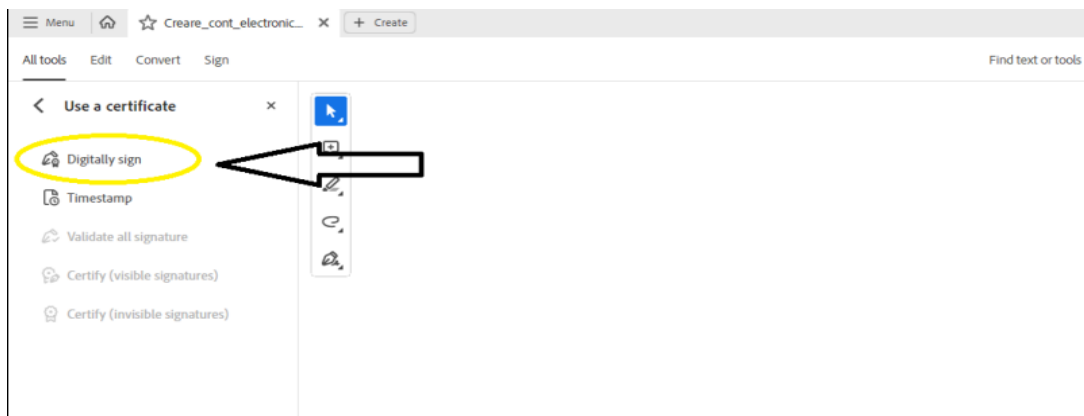 Menu Creare_cont_electronic... + Create
All tools Edit Convert Sign Find text or tools
Use a certificate
Digitally sign
Timestamp
Validate all signature
Certify (visible signatures)
Certify (invisible signatures)